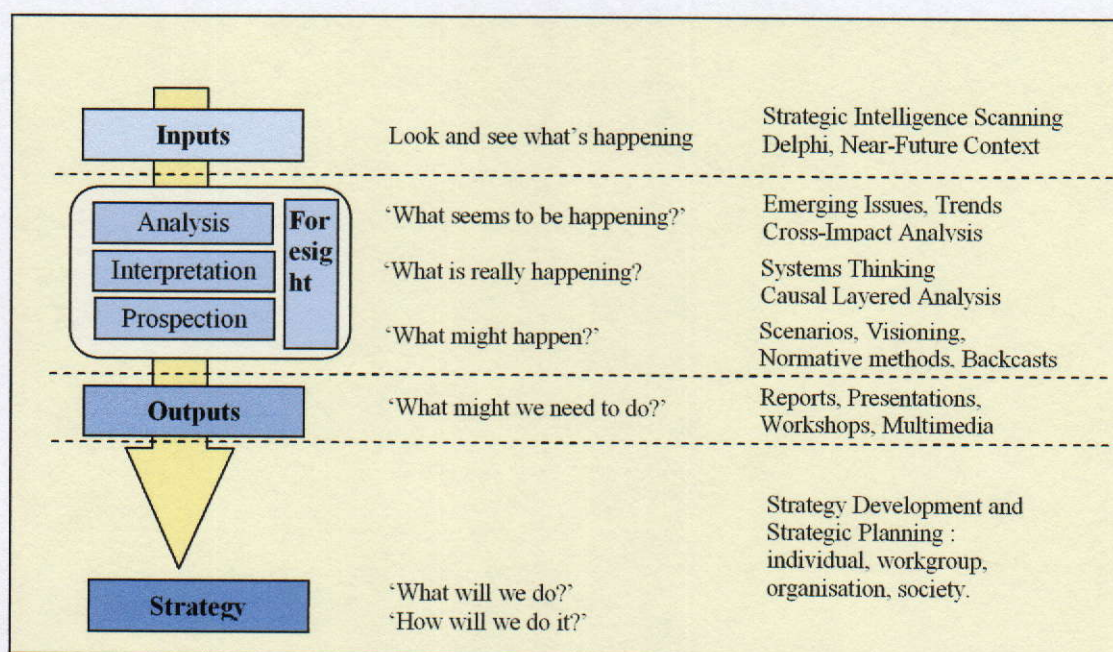 Inputs
Look and see what's happening
Strategic Intelligence Scanning
Delphi, Near-Future Context
Analysis
Interpretation
Prospection
For
esig
ht
‘What seems to be happening?’
Emerging Issues, Trends
Cross-Impact Analysis
‘What is really happening?
Systems Thinking
Causal Layered Analysis
‘What might happen?’
Scenarios, Visioning,
Normative methods, Backcasts
Outputs
‘What might we need to do?’
Reports, Presentations,
Workshops, Multimedia
Strategy
‘What will we do?’
‘How will we do it?’
Strategy Development and
Strategic Planning :
individual, workgroup,
organisation, society.